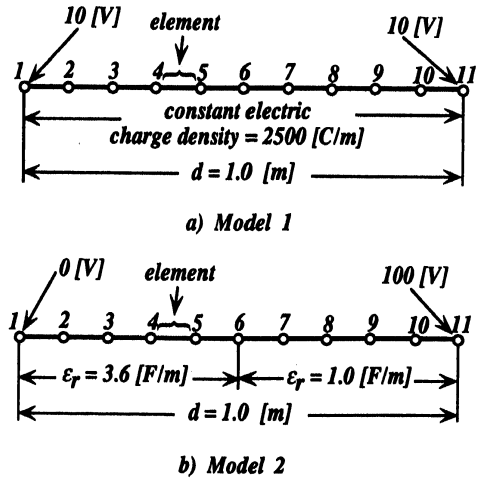 10 [V] element 10 [V]
1 2 3 4 5 6 7 8 9 10 11
constant electric
charge density = 2500 [C/m]
d = 1.0 [m]
a) Model 1
0 [V] element 100 [V]
1 2 3 4 5 6 7 8 9 10 11
εr = 3.6 [F/m] εr = 1.0 [F/m]
d = 1.0 [m]
b) Model 2